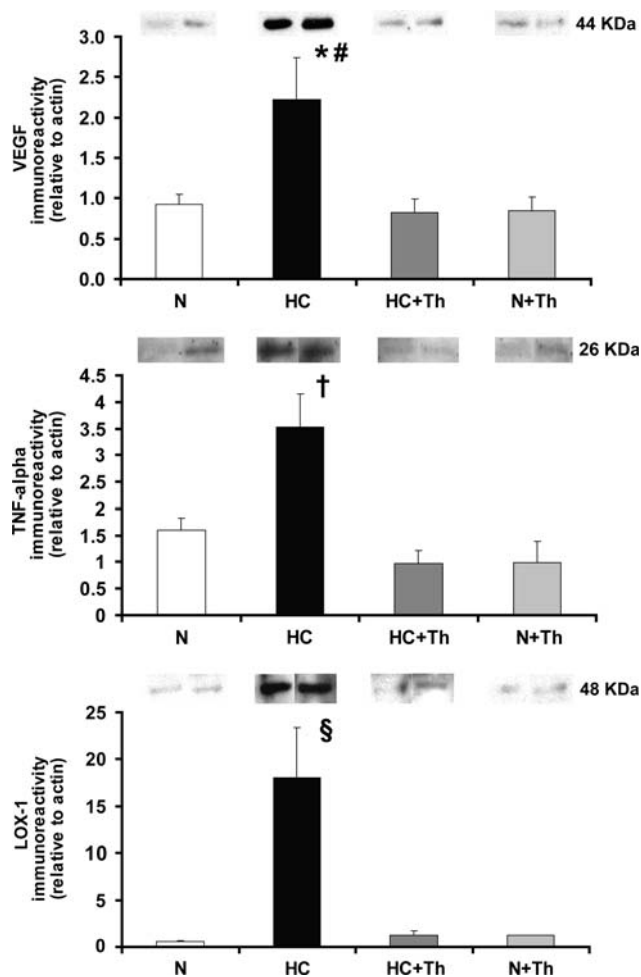 44 KDa
3.0
* #
2.5
2.0
VEGF
immunoreactivity
(relative to actin)
1.5
1.0
0.5
0.0
N HC HC+Th N+Th
26 KDa
4.5
†
4
3.5
3
TNF-alpha
immunoreactivity
(relative to actin)
2.5
2
1.5
1
0.5
0
N HC HC+Th N+Th
48 KDa
25
§
20
LOX-1
immunoreactivity
(relative to actin)
15
10
5
0
N HC HC+Th N+Th